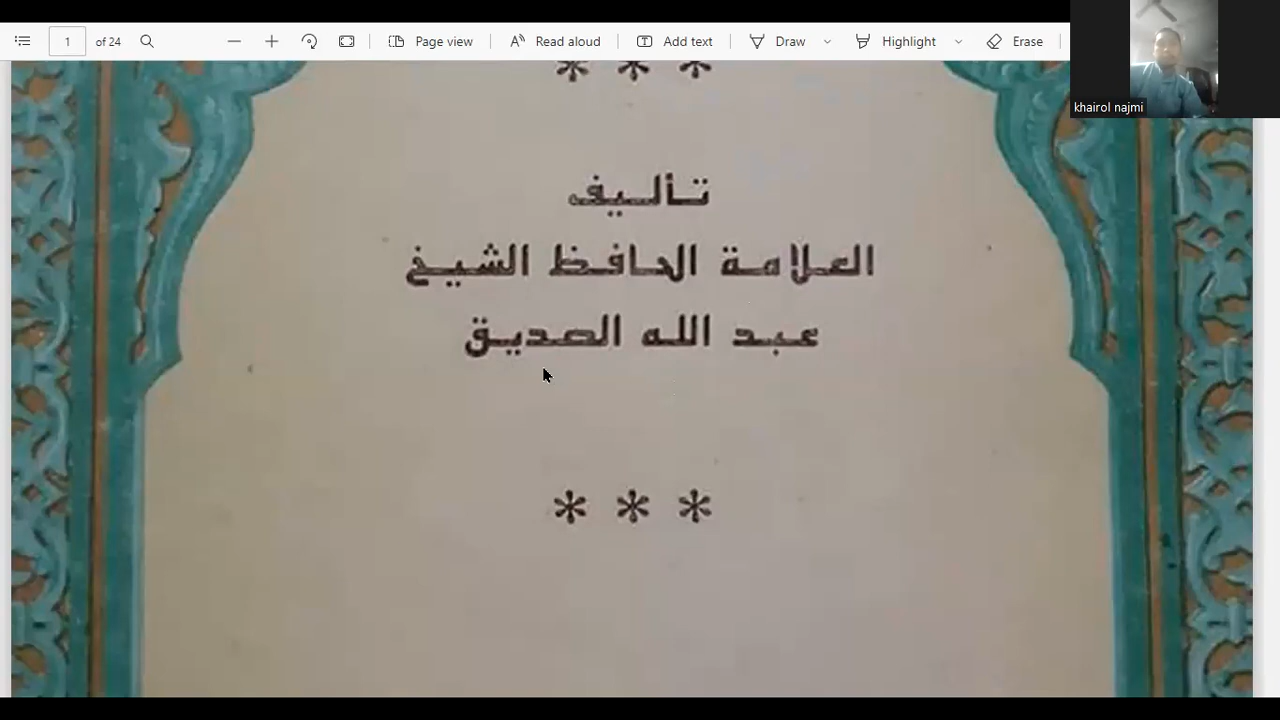 1 of 24 Page view Read aloud Add text Draw Highlight Erase
khairol najmi
* * *
تأليف
العلامة الحافظ الشيخ
عبد الله الصديق
* * *